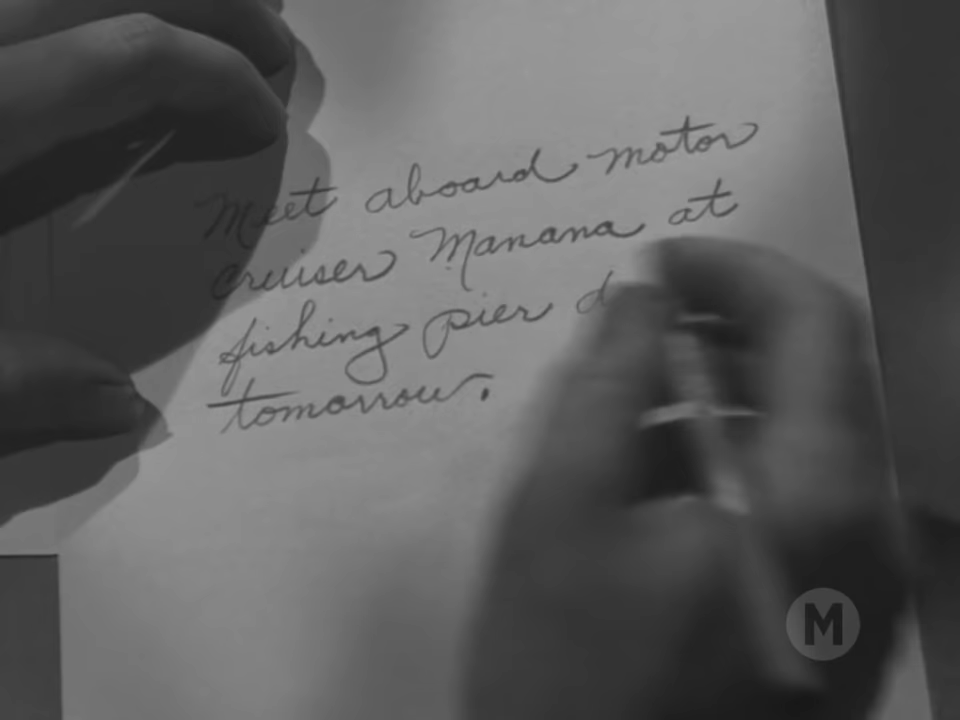 Meet aboard motor
cruiser Manana at
fishing pier
tomorrow.
M